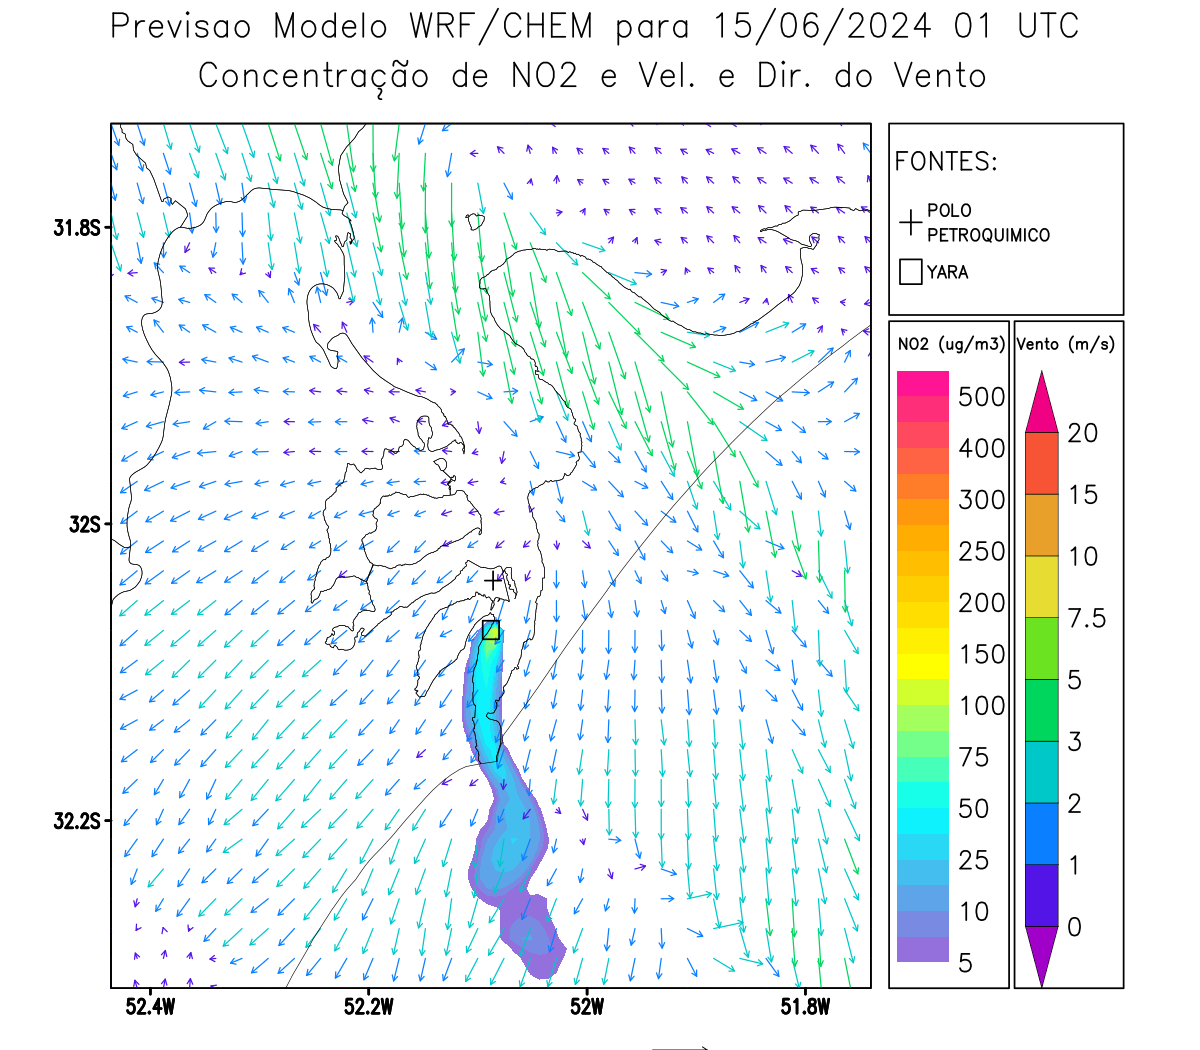 Previsao Modelo WRF/CHEM para 15/06/2024 01 UTC
Concentração de NO2 e Vel. e Dir. do Vento
FONTES:
POLO
PETROQUIMICO
YARA
NO2 (ug/m3)
500
400
300
250
200
150
100
75
50
25
10
5
Vento (m/s)
20
15
10
7.5
5
3
2
1
0
31.8S
32S
32.2S
52.4W
52.2W
52W
51.8W